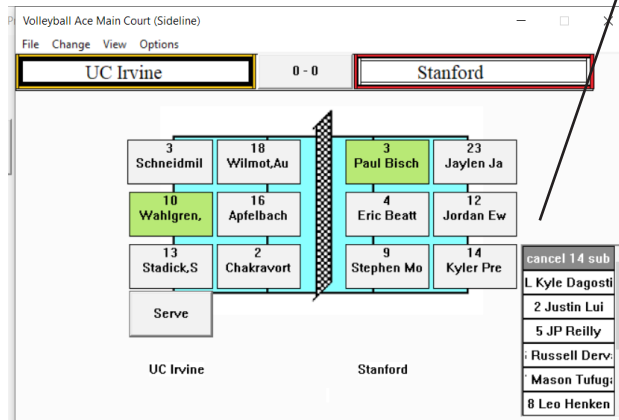 Volleyball Ace Main Court (Sideline)
File Change View Options
UC Irvine 0 - 0 Stanford
3 18 3 23
Schneidmil Wilmot,Au Paul Bisch Jaylen Ja
10 16 4 12
Wahlgren, Apfelbach Eric Beatt Jordan Ew
13 2 9 14
Stadick,S Chakravort Stephen Mo Kyler Pre
Serve
UC Irvine Stanford
cancel 14 sub
L Kyle Dagosti
2 Justin Lui
5 JP Reilly
Russell Derv
Mason Tufuga
8 Leo Henken